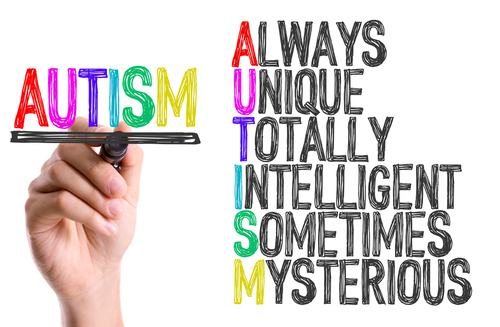 AUTISM
ALWAYS
UNIQUE
TOTALLY
INTELLIGENT
SOMETIMES
MYSTERIOUS